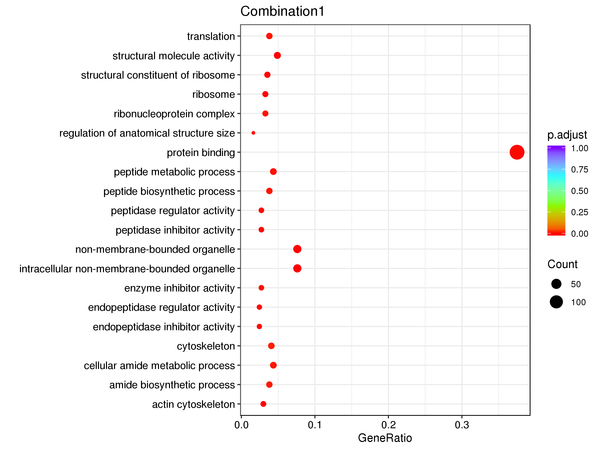 Combination1
translation
structural molecule activity
structural constituent of ribosome
ribosome
ribonucleoprotein complex
regulation of anatomical structure size
protein binding
peptide metabolic process
peptide biosynthetic process
peptidase regulator activity
peptidase inhibitor activity
non-membrane-bounded organelle
intracellular non-membrane-bounded organelle
enzyme inhibitor activity
endopeptidase regulator activity
endopeptidase inhibitor activity
cytoskeleton
cellular amide metabolic process
amide biosynthetic process
actin cytoskeleton
0.0 0.1 0.2 0.3
GeneRatio
p.adjust
1.00
0.75
0.50
0.25
0.00
Count
50
100